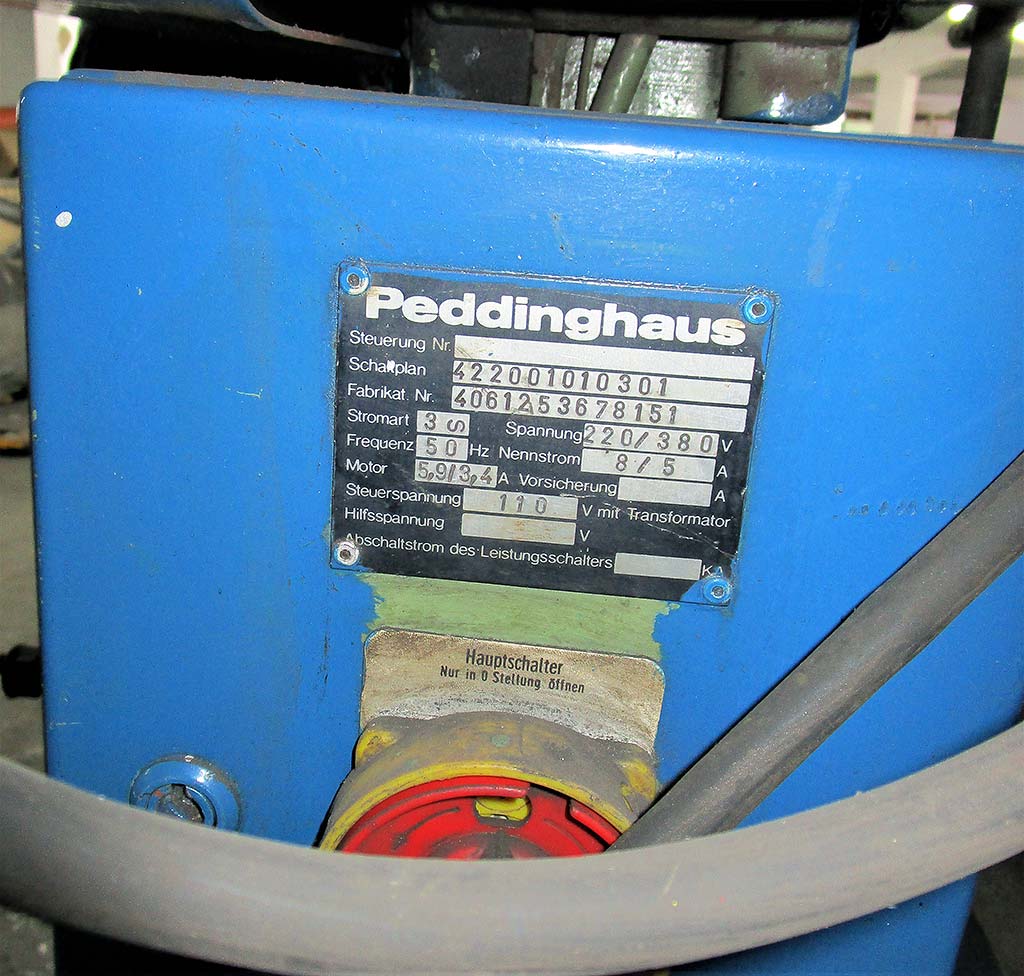 Peddinghaus
Steuerung Nr.
Schaltplan 422001010301
Fabrikat. Nr. 4061253678151
Stromart 3 S Spannung 220/380 V
Frequenz 50 Hz Nennstrom 8/5 A
Motor 5,9/3,4 A Vorsicherung A
Steuerspannung 110 V mit Transformator
Hilfsspannung V
Abschaltstrom des Leistungsschalters KA
Hauptschalter
Nur in 0 Stellung öffnen